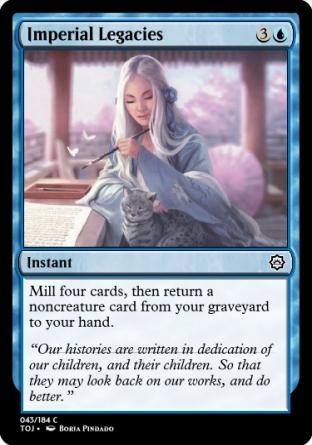 Imperial Legacies 3
Instant
Mill four cards, then return a
noncreature card from your graveyard
to your hand.
“Our histories are written in dedication of
our children, and their children. So that
they may look back on our works, and do
better.”
043/184 C
TOJ • Borja Pindado